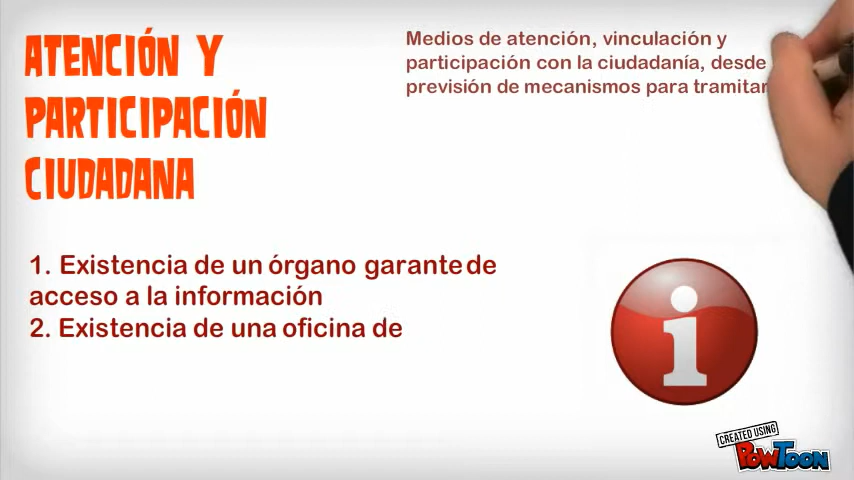 ATENCIÓN Y
PARTICIPACIÓN
CIUDADANA
Medios de atención, vinculación y
participación con la ciudadanía, desde
previsión de mecanismos para tramitar
1. Existencia de un órgano garante de
acceso a la información
2. Existencia de una oficina de
i
CREATED USING
POWTOON